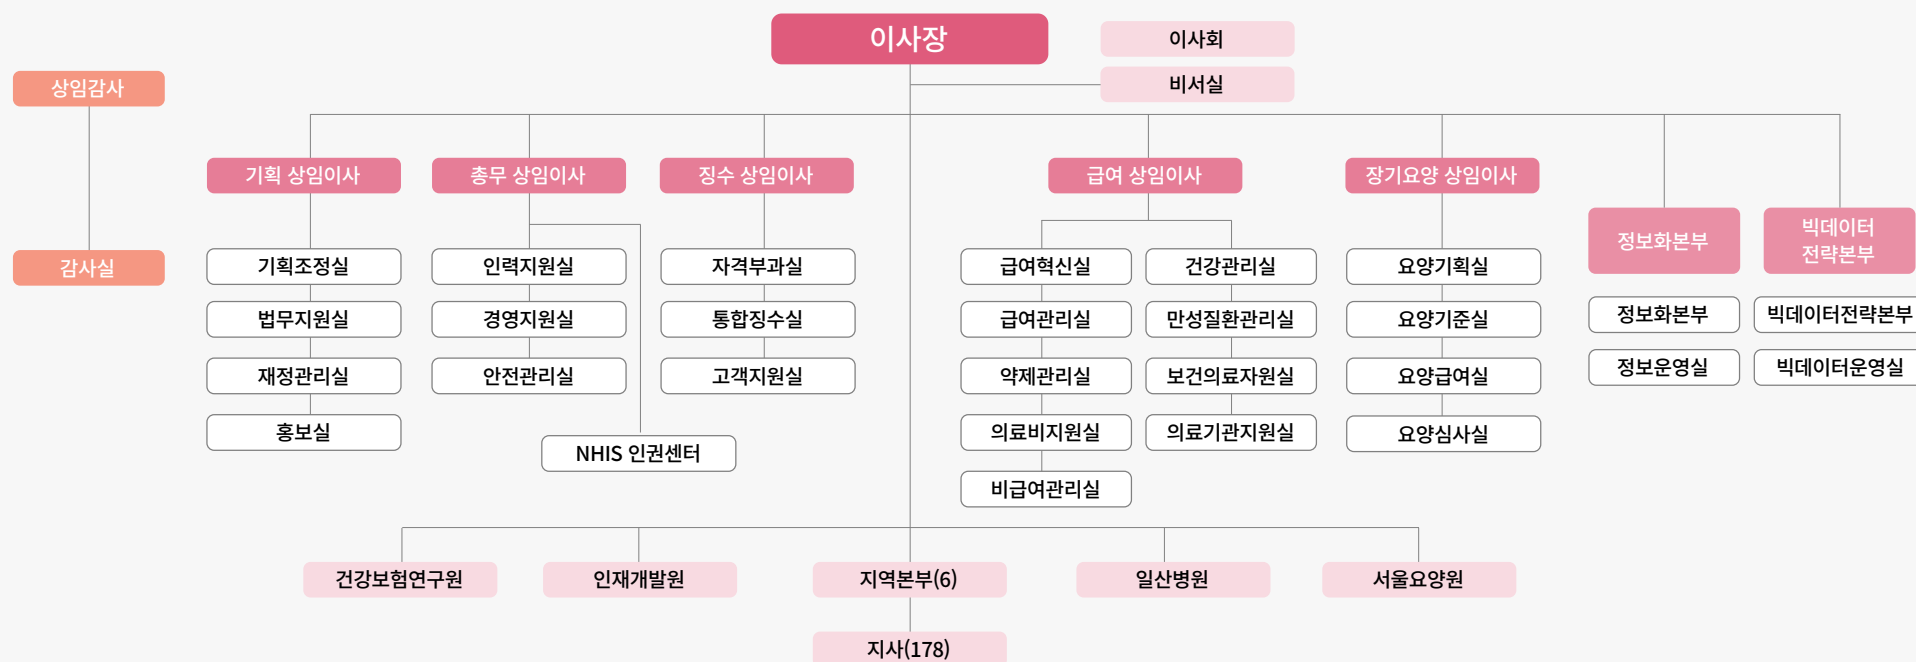 이사장
이사회
비서실
상임감사
감사실
기획 상임이사
기획조정실
법무지원실
재정관리실
홍보실
총무 상임이사
인력지원실
경영지원실
안전관리실
NHIS 인권센터
징수 상임이사
자격부과실
통합징수실
고객지원실
급여 상임이사
급여혁신실
급여관리실
약제관리실
의료비지원실
비급여관리실
건강관리실
만성질환관리실
보건의료자원실
의료기관지원실
장기요양 상임이사
요양기획실
요양기준실
요양급여실
요양심사실
정보화본부
정보화본부
정보운영실
빅데이터
전략본부
빅데이터전략본부
빅데이터운영실
건강보험연구원
인재개발원
지역본부(6)
일산병원
서울요양원
지사(178)